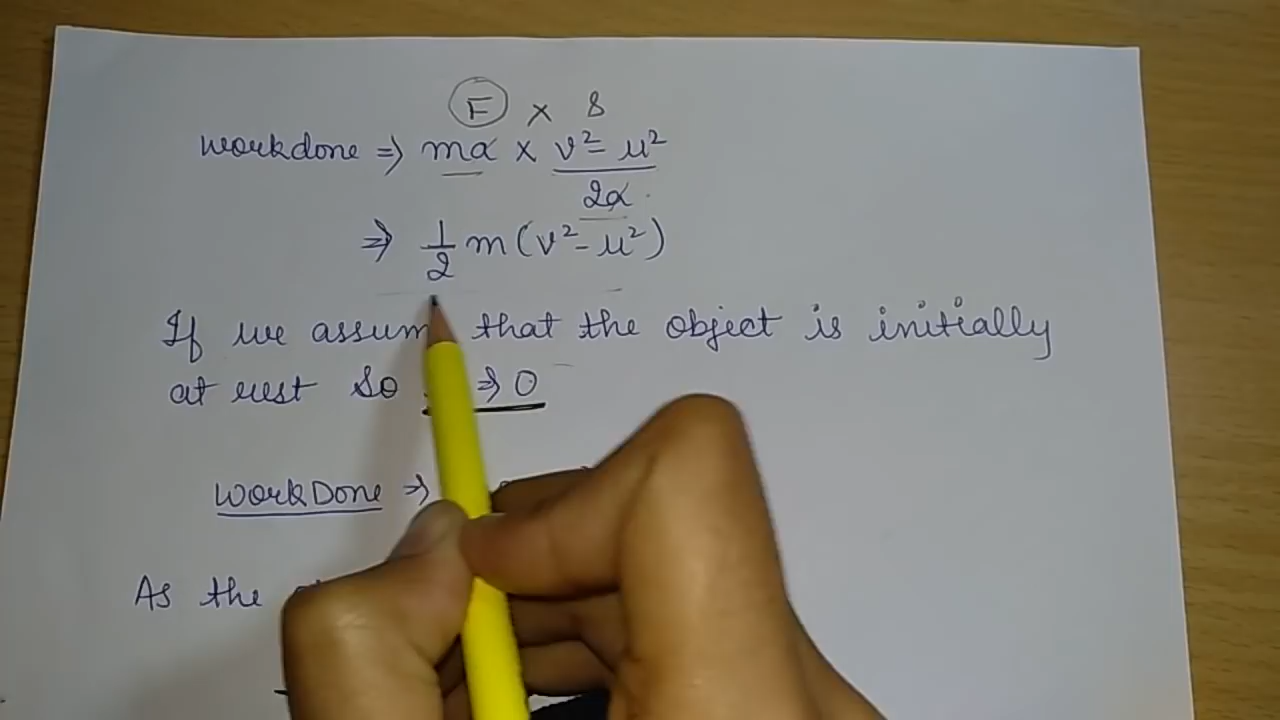 F × s
workdone ⇒ ma × v² - u²
2a
⇒ 1/2 m (v² - u²)
If we assum that the object is initially
at rest So ⇒ 0
WORKDONE ⇒
As the